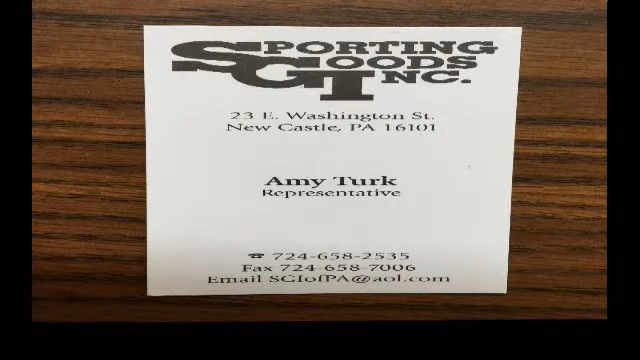 SPORTING
GOODS
INC.
23 E. Washington St.
New Castle, PA 16101
Amy Turk
Representative
☎ 724-658-2535
Fax 724-658-7006
Email SGIofPA@aol.com